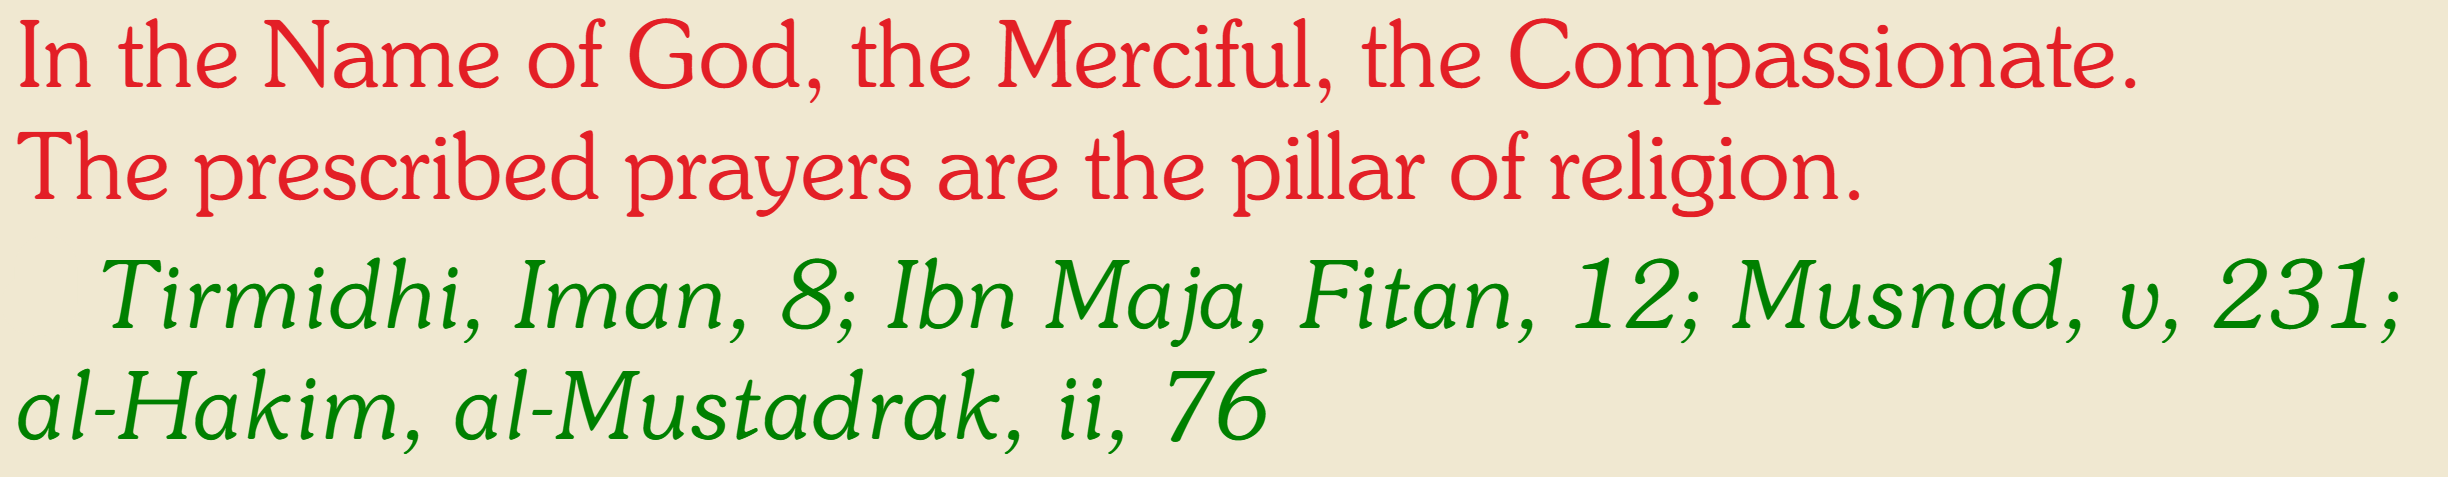 In the Name of God, the Merciful, the Compassionate.
The prescribed prayers are the pillar of religion.
Tirmidhi, Iman, 8; Ibn Maja, Fitan, 12; Musnad, v, 231;
al-Hakim, al-Mustadrak, ii, 76